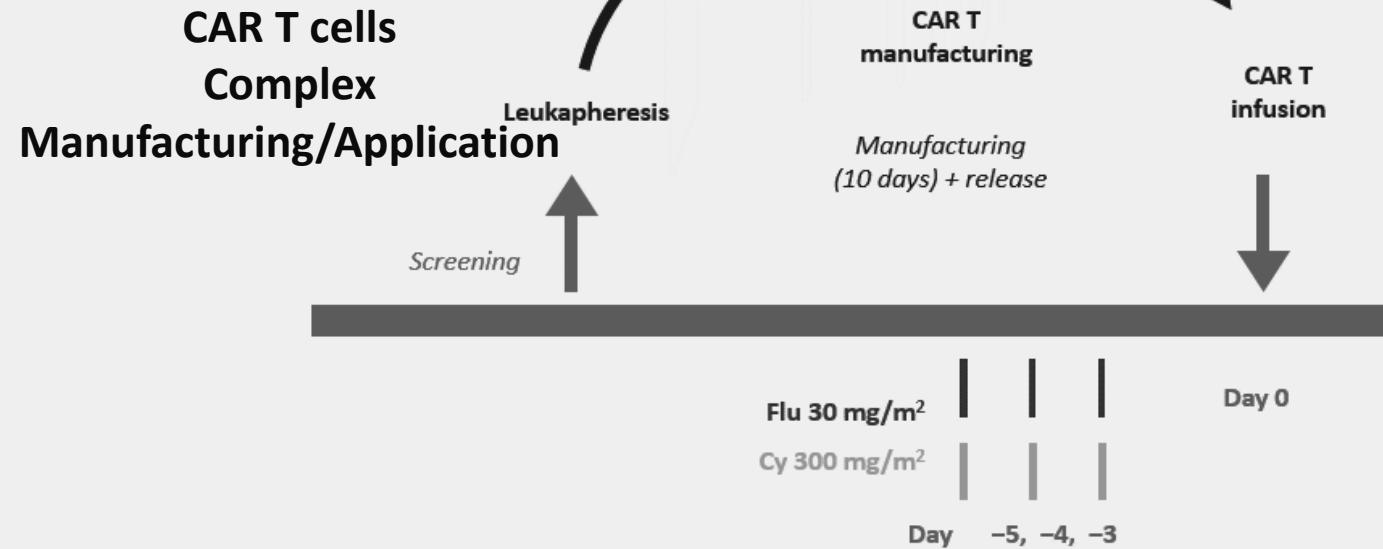 CAR T cells
Complex
Manufacturing/Application
Leukapheresis
CAR T
manufacturing
Manufacturing
(10 days) + release
CAR T
infusion
Screening
Flu 30 mg/m²
Cy 300 mg/m²
Day −5, −4, −3
Day 0